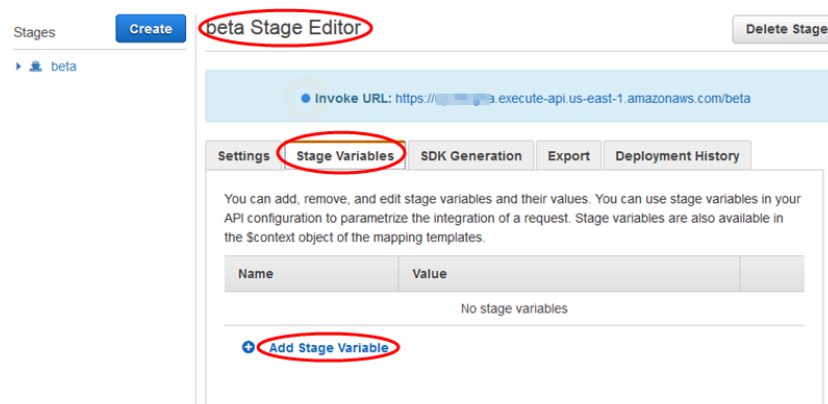 Stages
Create
beta
beta Stage Editor
Delete Stage
Invoke URL: https:// a.execute-api.us-east-1.amazonaws.com/beta
Settings
Stage Variables
SDK Generation
Export
Deployment History
You can add, remove, and edit stage variables and their values. You can use stage variables in your
API configuration to parametrize the integration of a request. Stage variables are also available in
the $context object of the mapping templates.
Name
Value
No stage variables
Add Stage Variable